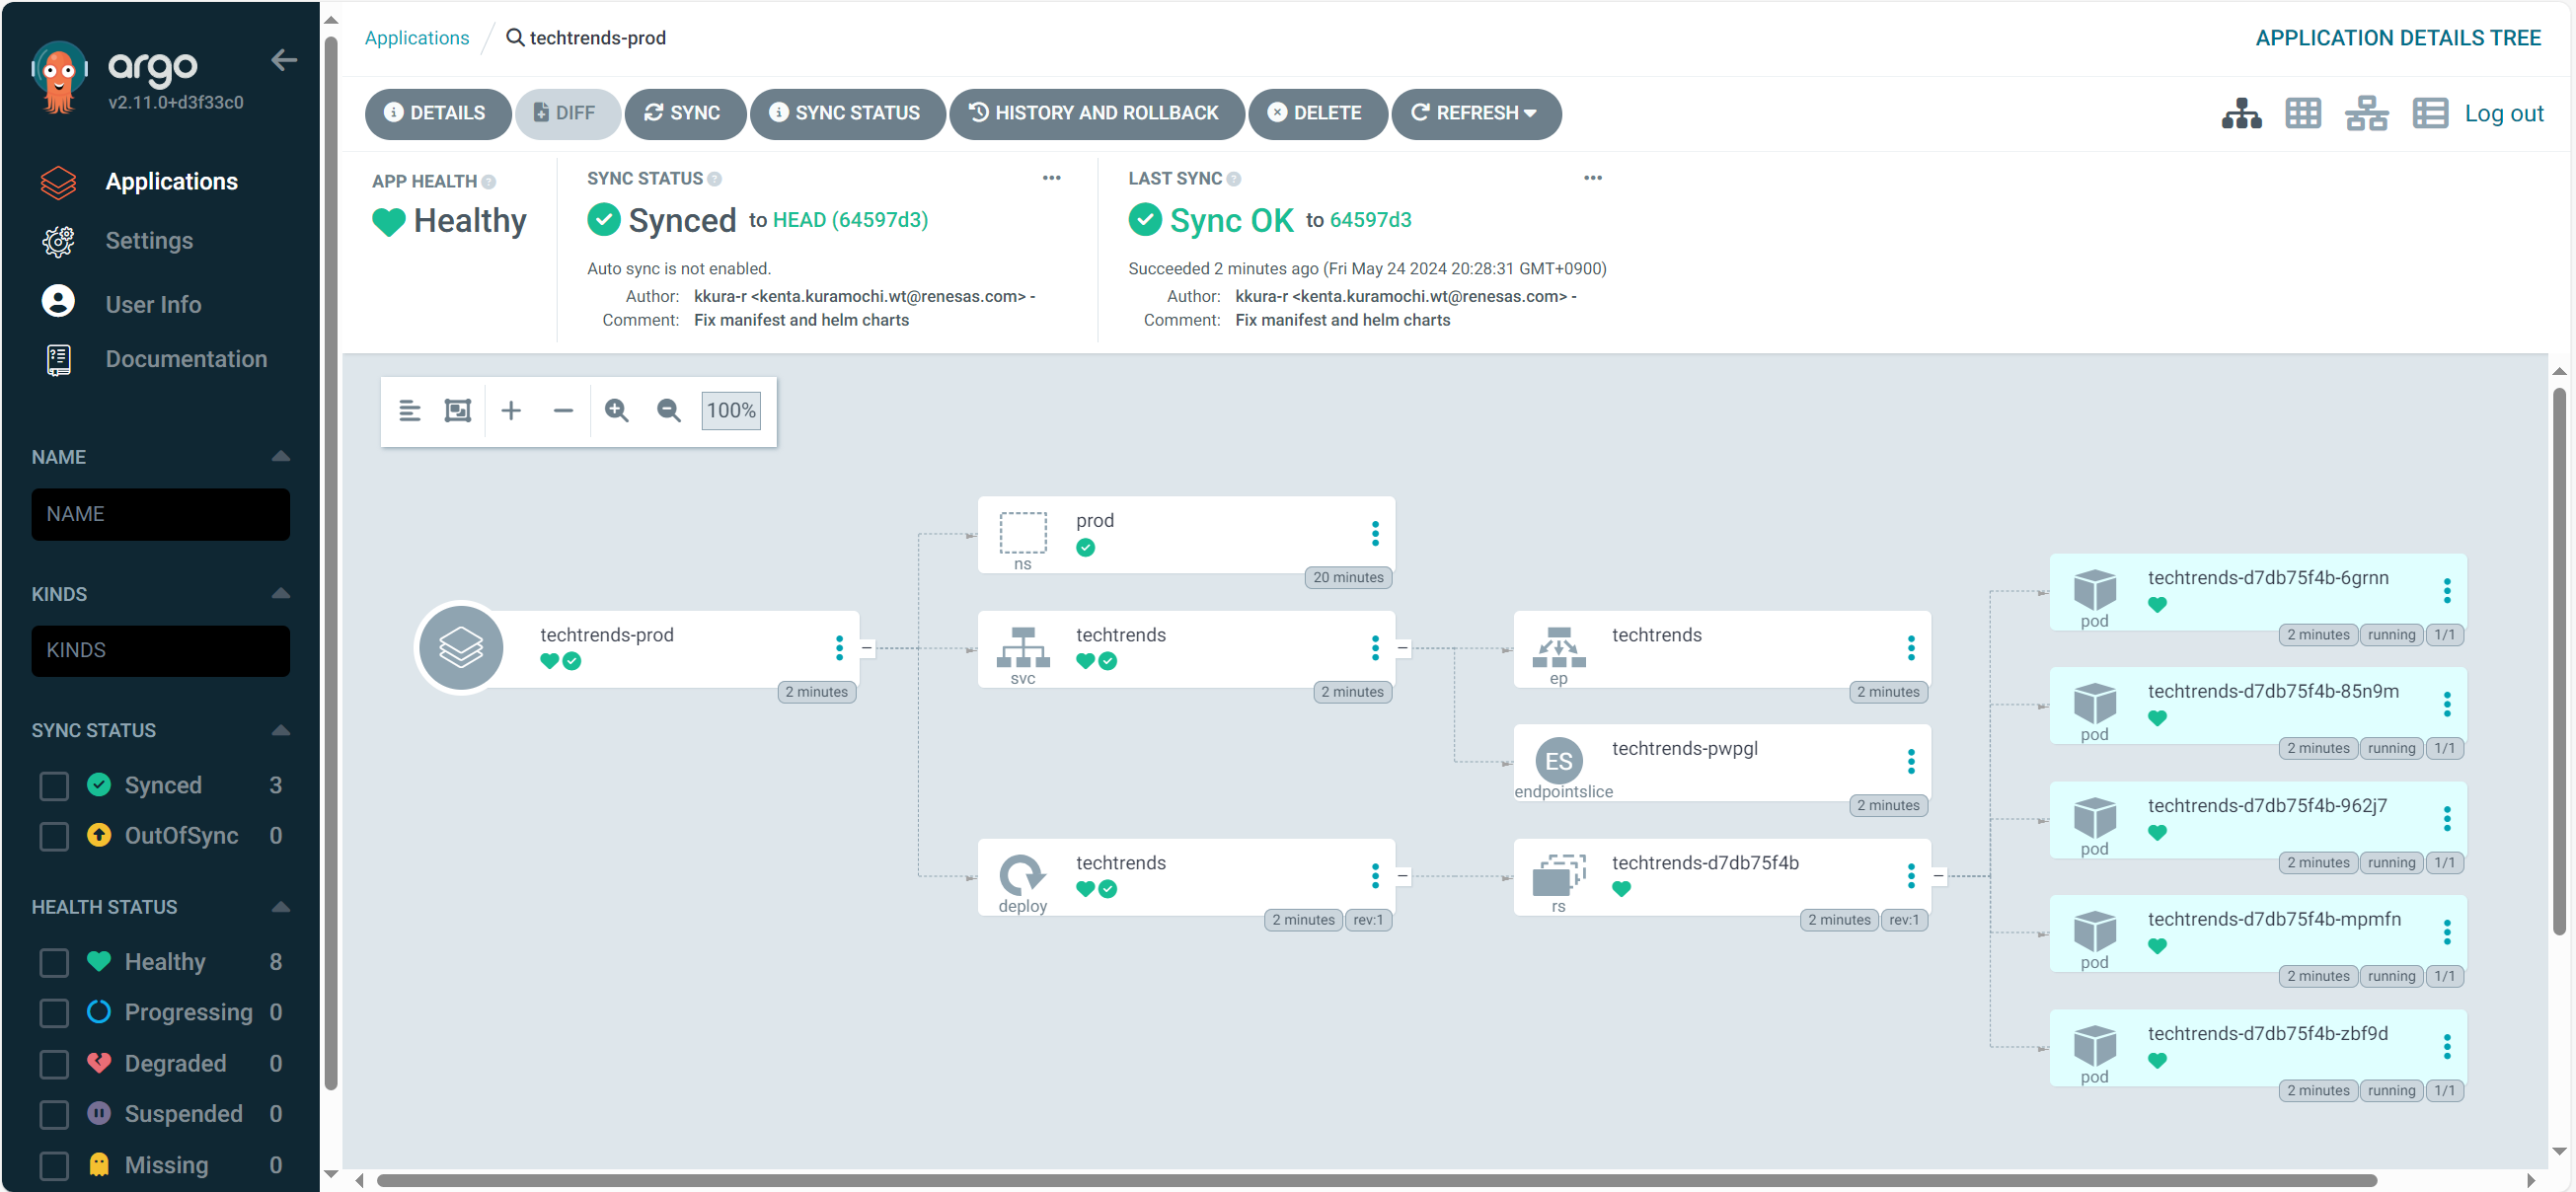 argo
v2.11.0+d3f33c0
Applications
Settings
User Info
Documentation
NAME
NAME
KINDS
KINDS
SYNC STATUS
Synced 3
OutOfSync 0
HEALTH STATUS
Healthy 8
Progressing 0
Degraded 0
Suspended 0
Missing 0
Applications / techtrends-prod
APPLICATION DETAILS TREE
DETAILS DIFF SYNC SYNC STATUS HISTORY AND ROLLBACK DELETE REFRESH
Log out
APP HEALTH
Healthy
SYNC STATUS
Synced to HEAD (64597d3)
Auto sync is not enabled.
Author: kkura-r <kenta.kuramochi.wt@renesas.com> -
Comment: Fix manifest and helm charts
LAST SYNC
Sync OK to 64597d3
Succeeded 2 minutes ago (Fri May 24 2024 20:28:31 GMT+0900)
Author: kkura-r <kenta.kuramochi.wt@renesas.com> -
Comment: Fix manifest and helm charts
100%
techtrends-prod
2 minutes
prod
ns
20 minutes
techtrends
svc
2 minutes
techtrends
deploy
2 minutes rev:1
techtrends
ep
2 minutes
techtrends-pwpgl
ES
endpointslice
2 minutes
techtrends-d7db75f4b
rs
2 minutes rev:1
techtrends-d7db75f4b-6grnn
pod
2 minutes running 1/1
techtrends-d7db75f4b-85n9m
pod
2 minutes running 1/1
techtrends-d7db75f4b-962j7
pod
2 minutes running 1/1
techtrends-d7db75f4b-mpmfn
pod
2 minutes running 1/1
techtrends-d7db75f4b-zbf9d
pod
2 minutes running 1/1